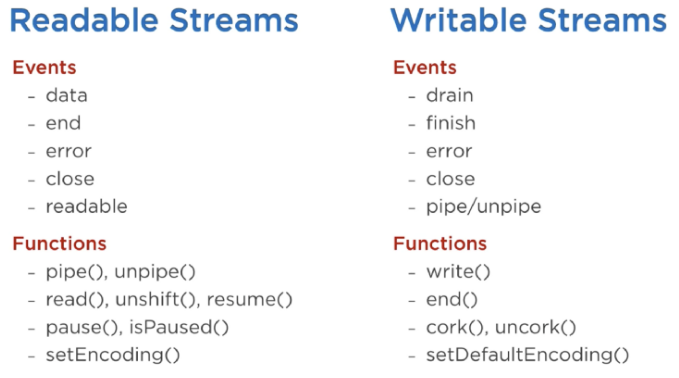 Readable Streams
Events
- data
- end
- error
- close
- readable
Functions
- pipe(), unpipe()
- read(), unshift(), resume()
- pause(), isPaused()
- setEncoding()
Writable Streams
Events
- drain
- finish
- error
- close
- pipe/unpipe
Functions
- write()
- end()
- cork(), uncork()
- setDefaultEncoding()